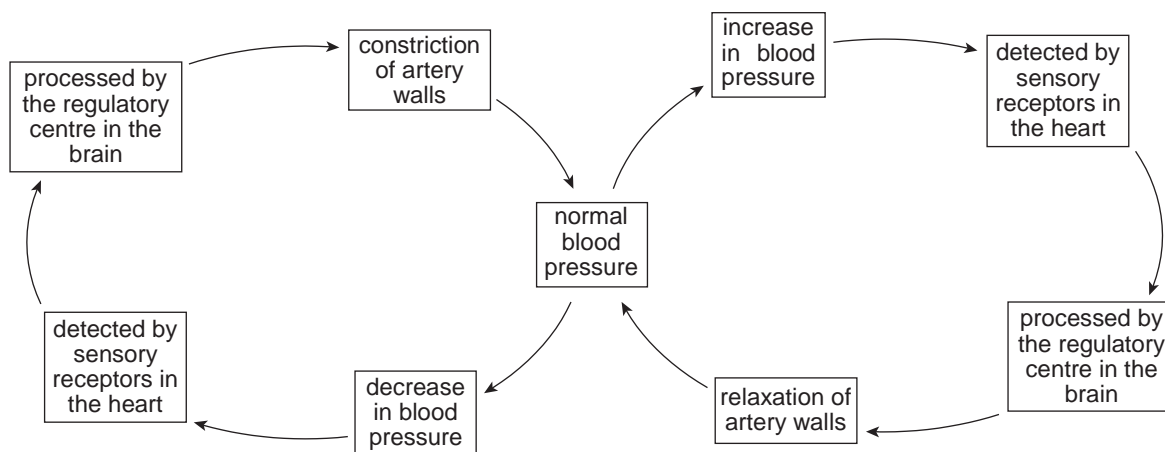 constriction
of artery
walls
increase
in blood
pressure
detected by
sensory
receptors in
the heart
processed by
the regulatory
centre in the
brain
normal
blood
pressure
detected by
sensory
receptors in
the heart
decrease
in blood
pressure
relaxation of
artery walls
processed by
the regulatory
centre in the
brain